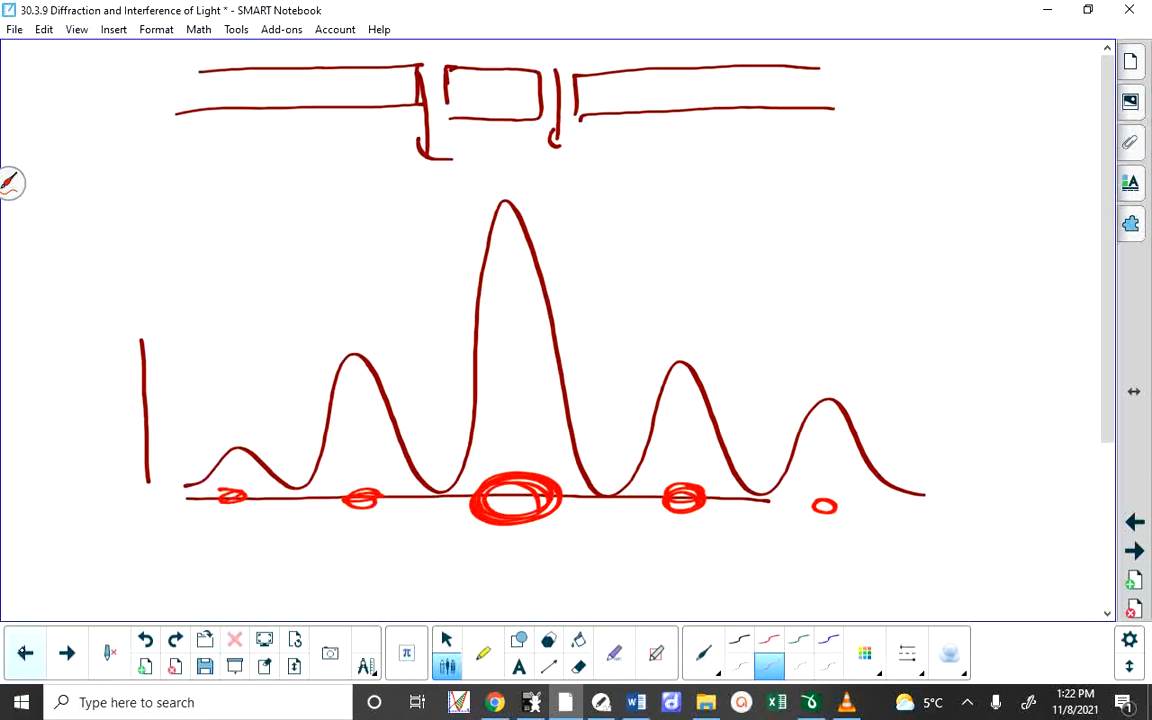 30.3.9 Diffraction and Interference of Light * - SMART Notebook
File Edit View Insert Format Math Tools Add-ons Account Help
π
A
Type here to search
5°C
1:22 PM
11/8/2021
1